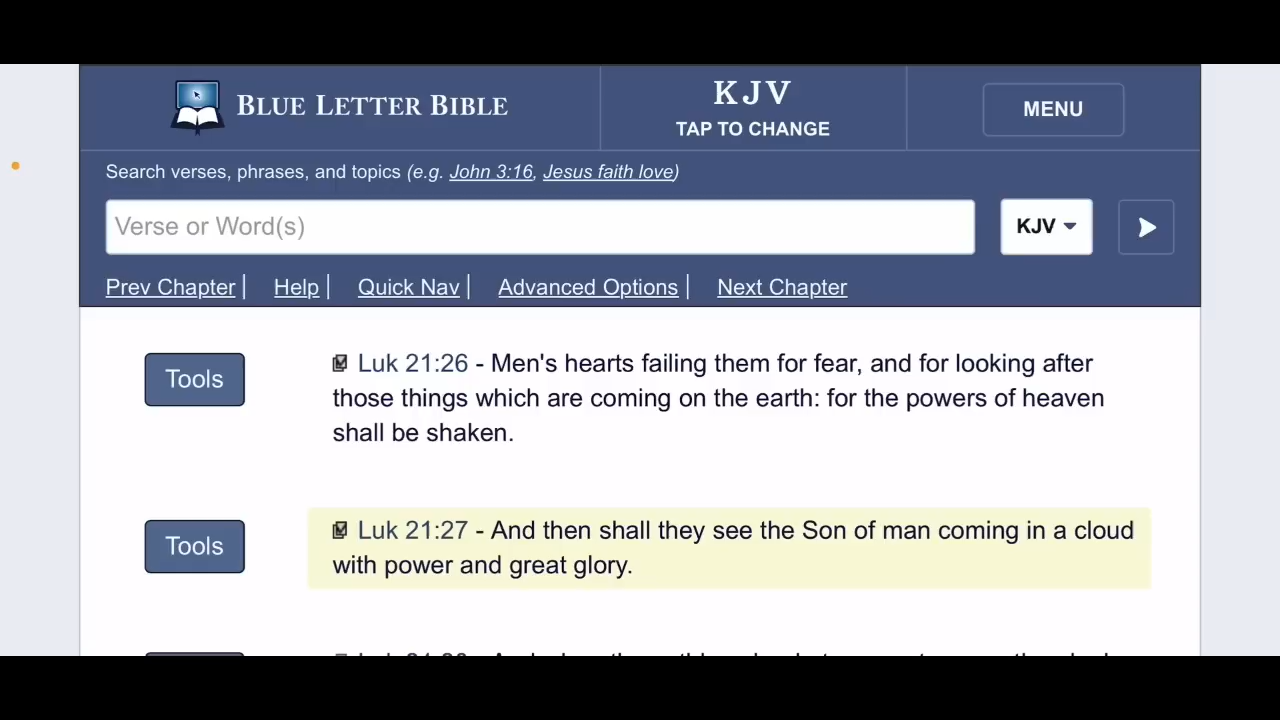 BLUE LETTER BIBLE
KJV
TAP TO CHANGE
MENU
Search verses, phrases, and topics (e.g. John 3:16, Jesus faith love)
Verse or Word(s)
KJV
Prev Chapter | Help | Quick Nav | Advanced Options | Next Chapter
Tools
Luk 21:26 - Men's hearts failing them for fear, and for looking after
those things which are coming on the earth: for the powers of heaven
shall be shaken.
Tools
Luk 21:27 - And then shall they see the Son of man coming in a cloud
with power and great glory.